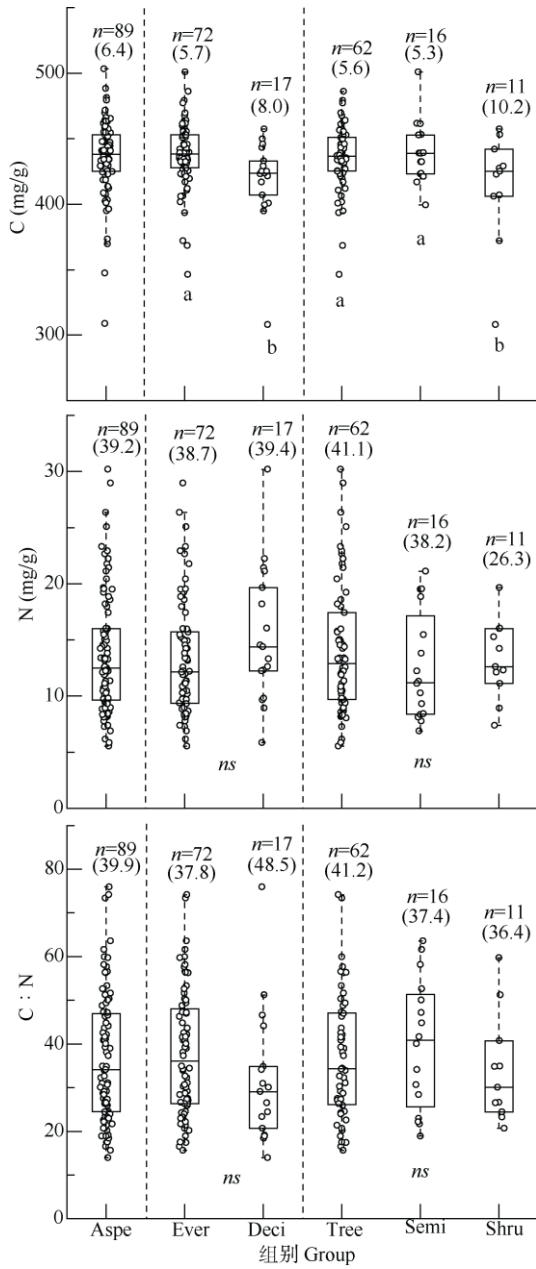 n=89
(6.4)
n=72
(5.7)
n=17
(8.0)
n=62
(5.6)
n=16
(5.3)
n=11
(10.2)
500
400
300
C (mg/g)
a
b
a
a
b
n=89
(39.2)
n=72
(38.7)
n=17
(39.4)
n=62
(41.1)
n=16
(38.2)
n=11
(26.3)
30
20
10
0
N (mg/g)
ns
ns
n=89
(39.9)
n=72
(37.8)
n=17
(48.5)
n=62
(41.2)
n=16
(37.4)
n=11
(36.4)
80
60
40
20
0
C：N
ns
ns
Aspe Ever Deci Tree Semi Shru
组别 Group